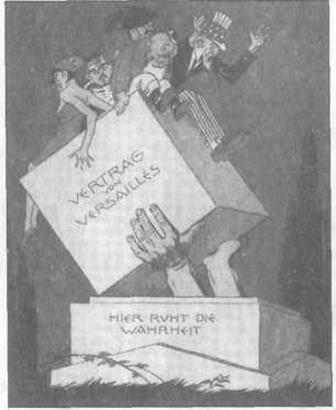 VERTRAG
VON
VERSAILLES
HIER RUHT DIE
WAHRHEIT